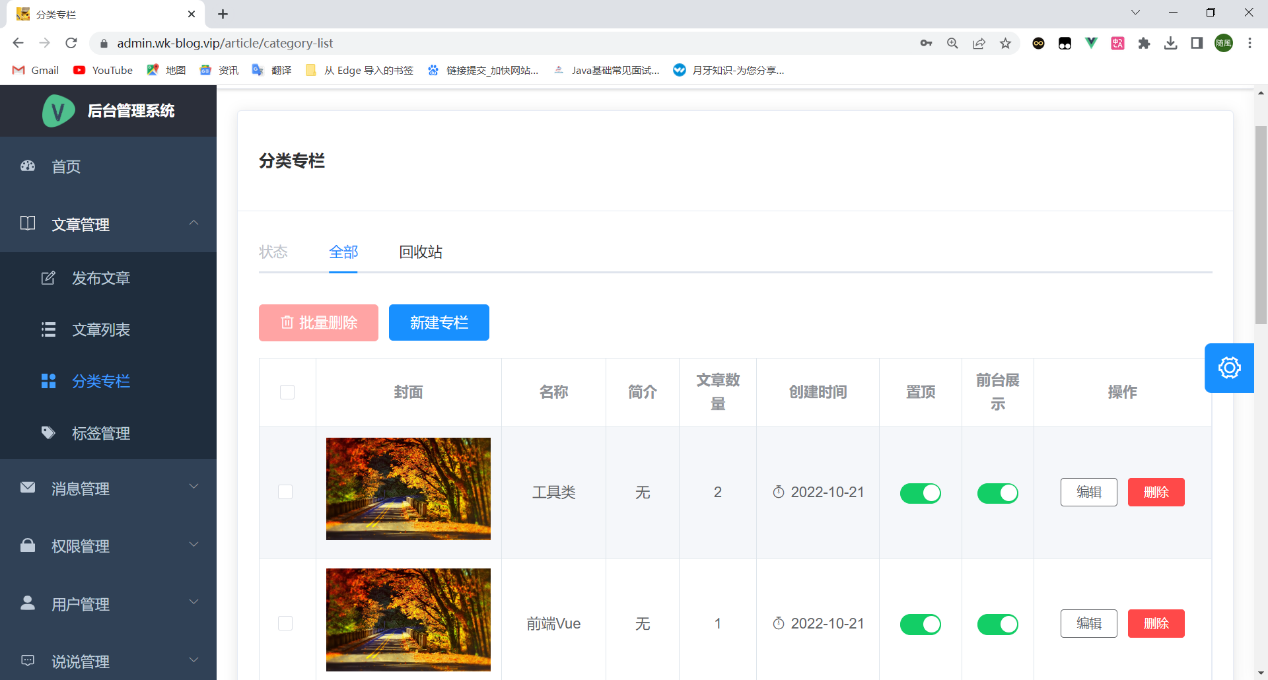 分类专栏
admin.wk-blog.vip/article/category-list
随風
Gmail
YouTube
地图
资讯
翻译
从 Edge 导入的书签
链接提交_加快网站...
Java基础常见面试...
月牙知识-为您分享...
V
后台管理系统
首页
文章管理
发布文章
文章列表
分类专栏
标签管理
消息管理
权限管理
用户管理
说说管理
分类专栏
状态 全部 回收站
批量删除 新建专栏
封面 名称 简介 文章数量 创建时间 置顶 前台展示 操作
工具类 无 2 2022-10-21 编辑 删除
前端Vue 无 1 2022-10-21 编辑 删除